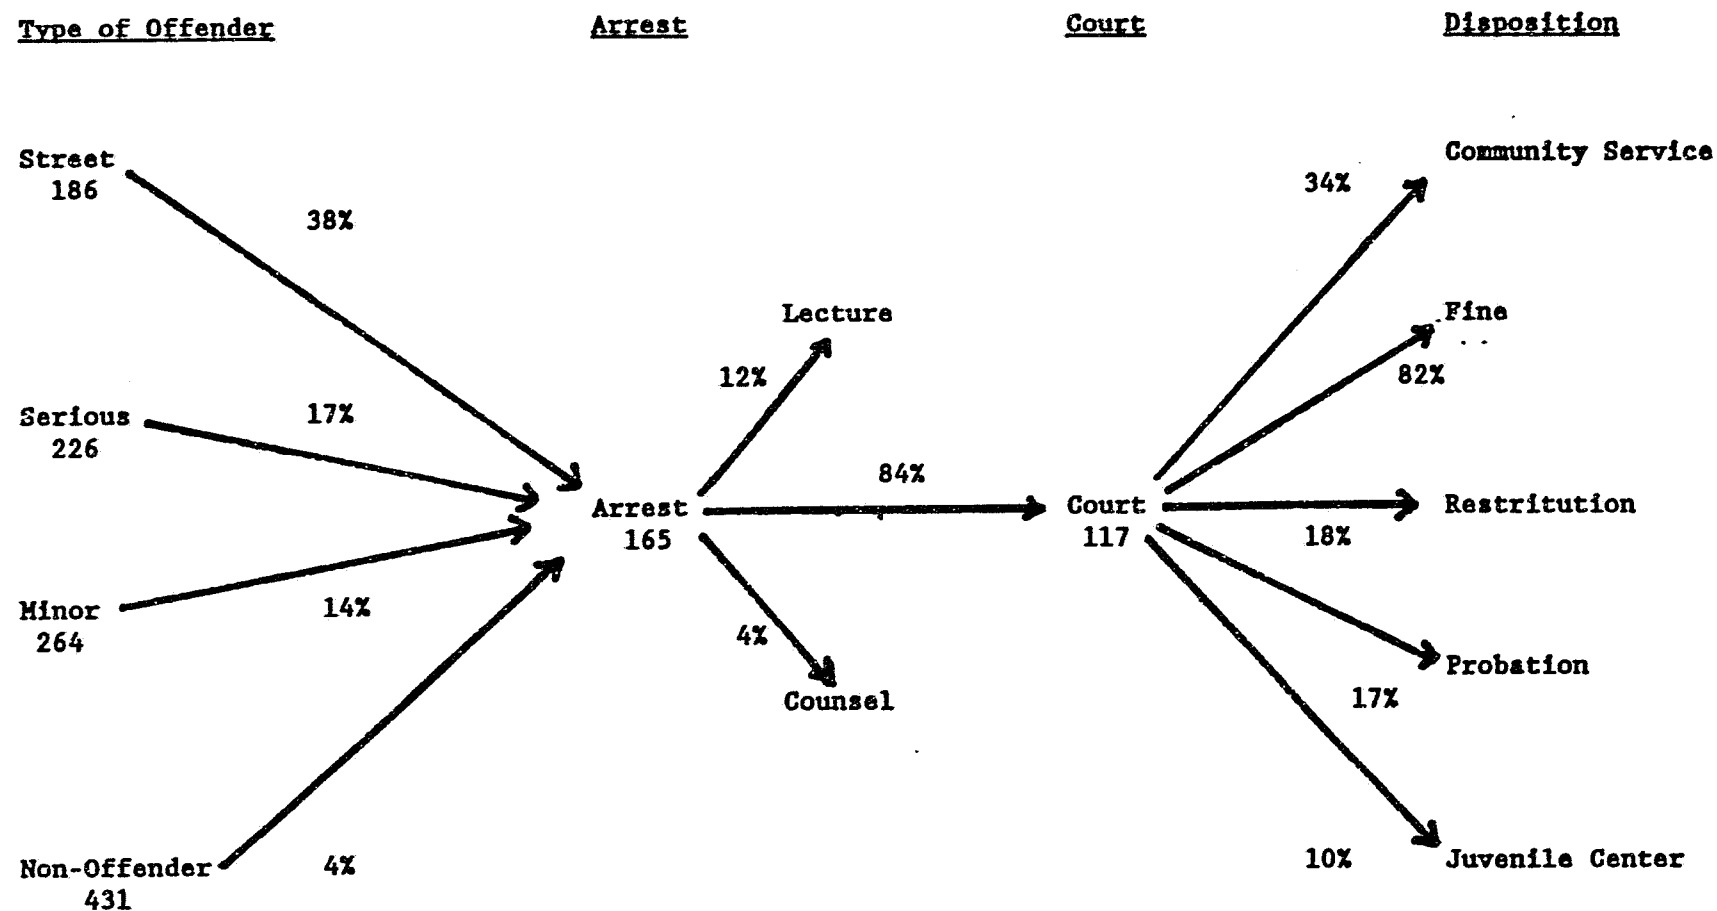 Type of Offender
Arrest
Court
Disposition
Street
186
38%
Serious
226
17%
Minor
264
14%
Non-Offender
431
4%
Lecture
12%
Arrest
165
84%
4%
Counsel
Court
117
34%
Community Service
Fine
82%
Restritution
18%
Probation
17%
10%
Juvenile Center